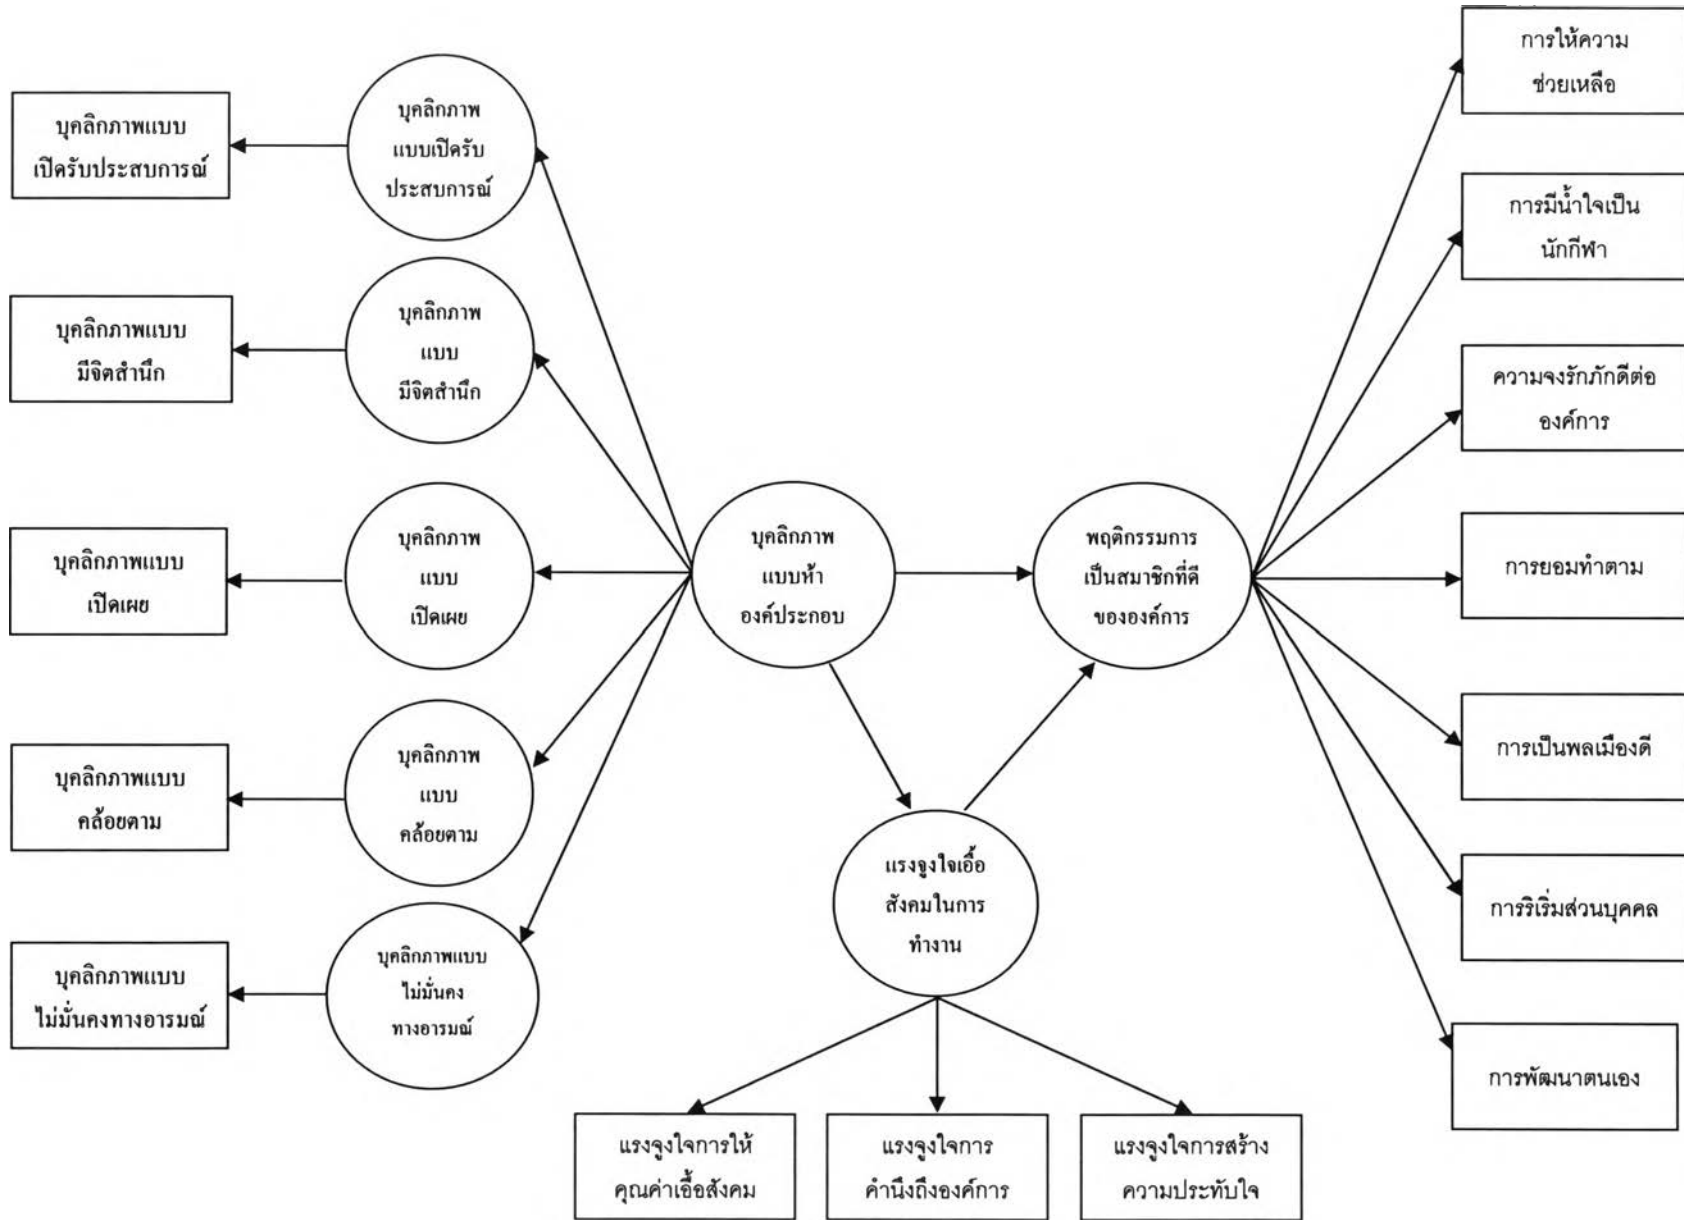 บุคลิกภาพแบบ
เปิดรับประสบการณ์
บุคลิกภาพ
แบบเปิดรับ
ประสบการณ์
บุคลิกภาพแบบ
มีจิตสำนึก
บุคลิกภาพ
แบบ
มีจิตสำนึก
บุคลิกภาพแบบ
เปิดเผย
บุคลิกภาพ
แบบ
เปิดเผย
บุคลิกภาพแบบ
คล้อยตาม
บุคลิกภาพ
แบบ
คล้อยตาม
บุคลิกภาพแบบ
ไม่มั่นคงทางอารมณ์
บุคลิกภาพแบบ
ไม่มั่นคง
ทางอารมณ์
บุคลิกภาพ
แบบห้า
องค์ประกอบ
พฤติกรรมการ
เป็นสมาชิกที่ดี
ขององค์การ
แรงจูงใจเอื้อ
สังคมในการ
ทำงาน
แรงจูงใจการให้
คุณค่าเอื้อสังคม
แรงจูงใจการ
คำนึงถึงองค์การ
แรงจูงใจการสร้าง
ความประทับใจ
การให้ความ
ช่วยเหลือ
การมีน้ำใจเป็น
นักกีฬา
ความจงรักภักดีต่อ
องค์การ
การยอมทำตาม
การเป็นพลเมืองดี
การริเริ่มส่วนบุคคล
การพัฒนาตนเอง